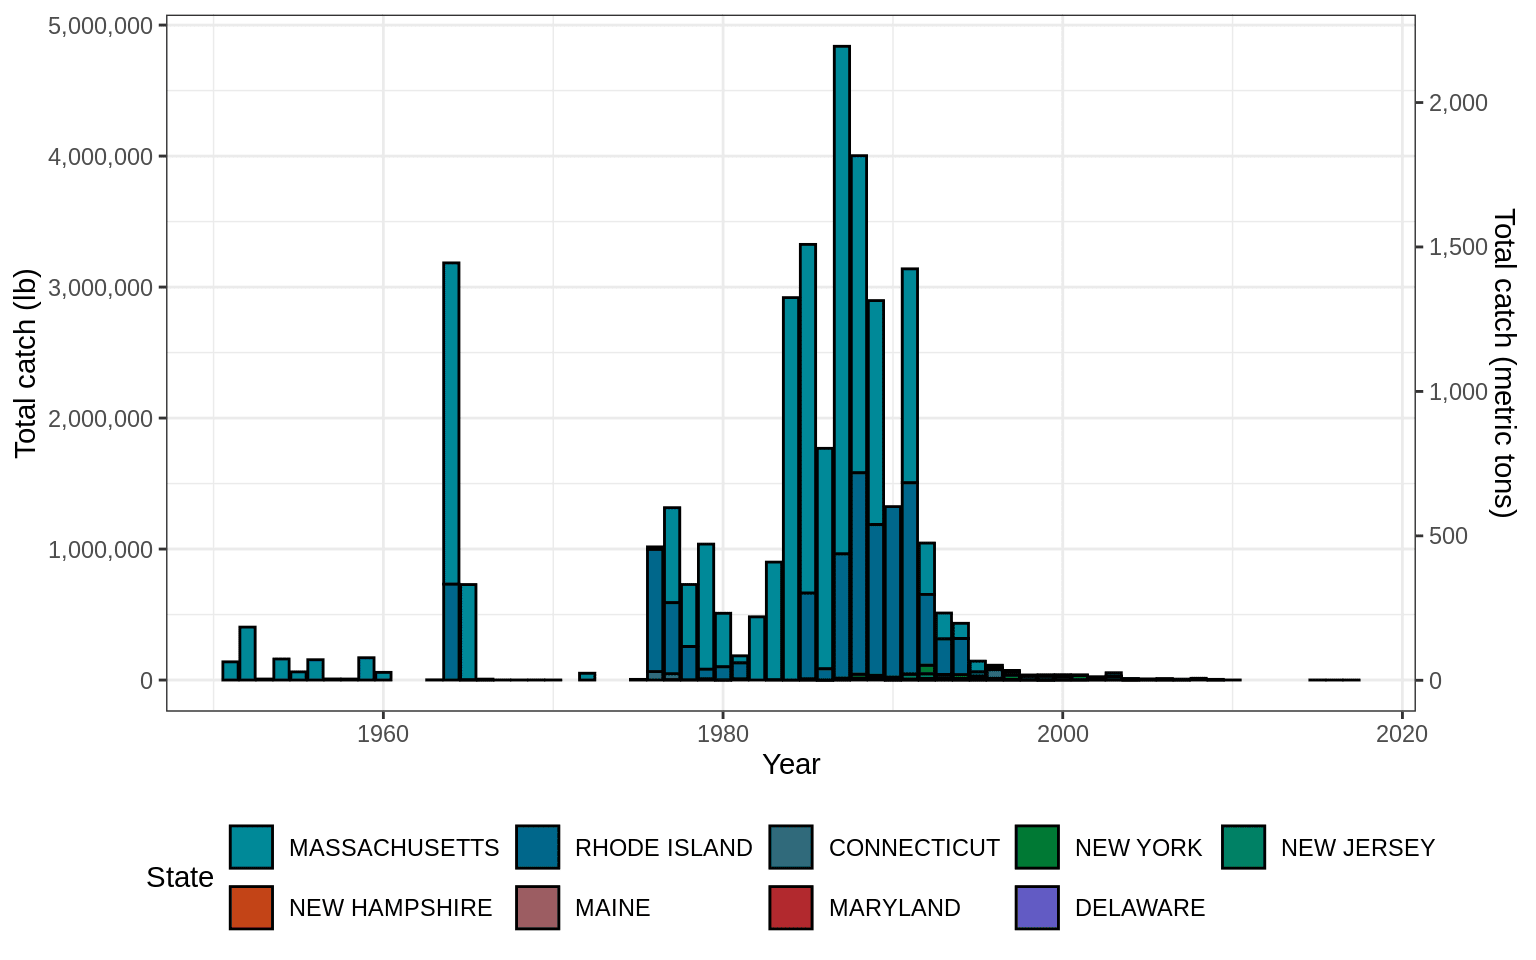 5,000,000
4,000,000
3,000,000
2,000,000
1,000,000
0
Total catch (lb)
2,000
1,500
1,000
500
0
Total catch (metric tons)
1960 1980 2000 2020
Year
State
MASSACHUSETTS RHODE ISLAND CONNECTICUT NEW YORK NEW JERSEY
NEW HAMPSHIRE MAINE MARYLAND DELAWARE